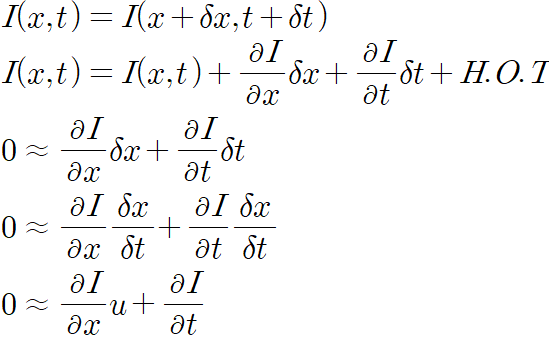 I(x,t) = I(x+δx,t+δt)
I(x,t) = I(x,t) + ∂I/∂x δx + ∂I/∂t δt + H.O.T
0 ≈ ∂I/∂x δx + ∂I/∂t δt
0 ≈ ∂I/∂x δx/δt + ∂I/∂t δx/δt
0 ≈ ∂I/∂x u + ∂I/∂t